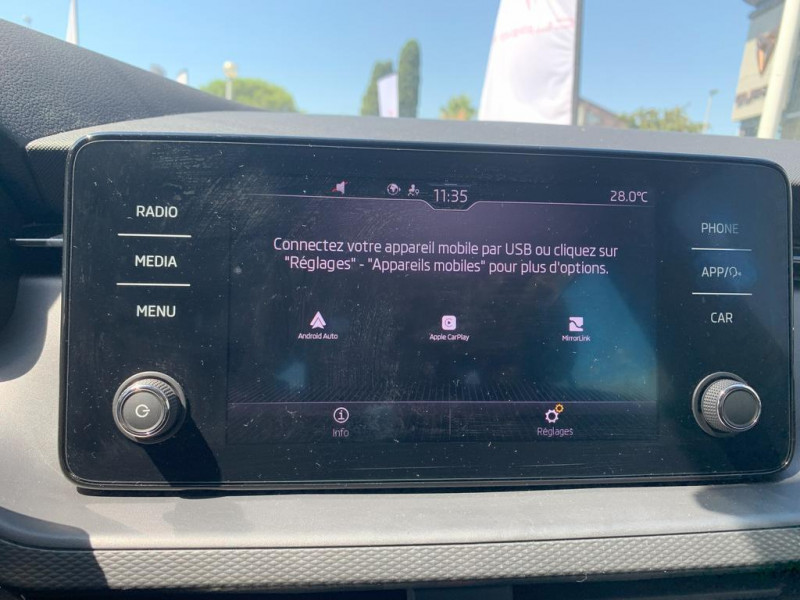 11:35
28.0°C
RADIO
MEDIA
MENU
Connectez votre appareil mobile par USB ou cliquez sur
"Réglages" - "Appareils mobiles" pour plus d'options.
Android Auto
Apple CarPlay
MirrorLink
Info
Réglages
PHONE
APP/
CAR